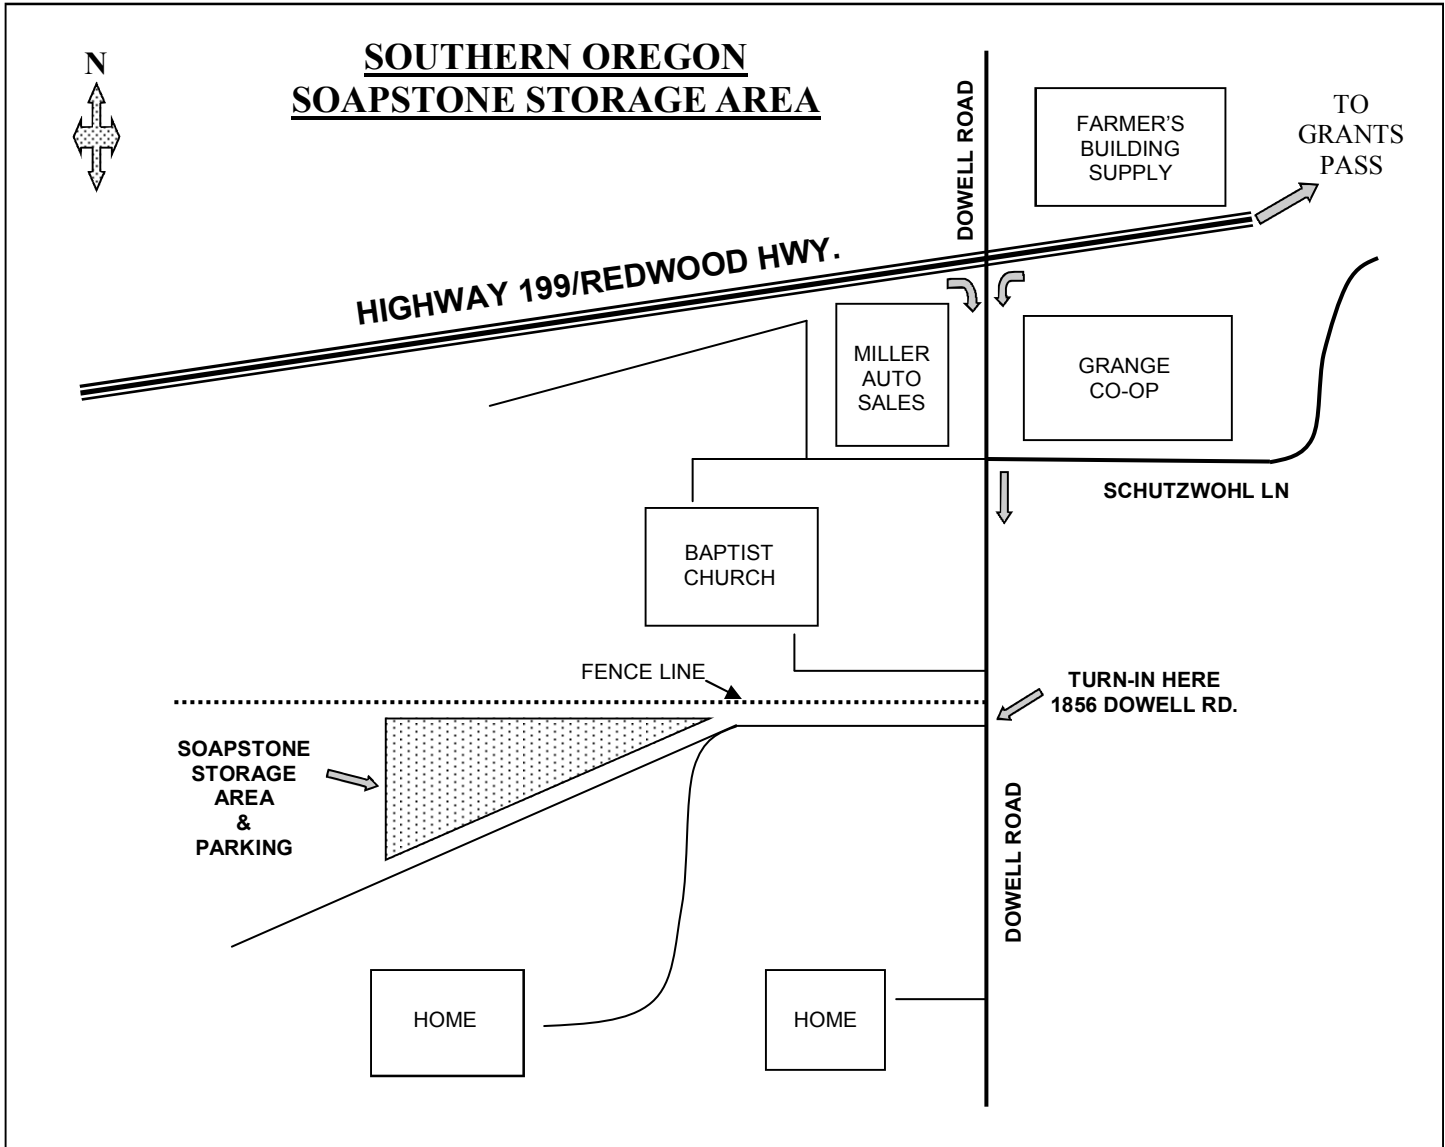 N
SOUTHERN OREGON
SOAPSTONE STORAGE AREA
DOWELL ROAD
FARMER'S
BUILDING
SUPPLY
TO
GRANTS
PASS
HIGHWAY 199/REDWOOD HWY.
MILLER
AUTO
SALES
GRANGE
CO-OP
SCHUTZWOHL LN
BAPTIST
CHURCH
FENCE LINE
TURN-IN HERE
1856 DOWELL RD.
SOAPSTONE
STORAGE
AREA
&
PARKING
DOWELL ROAD
HOME
HOME